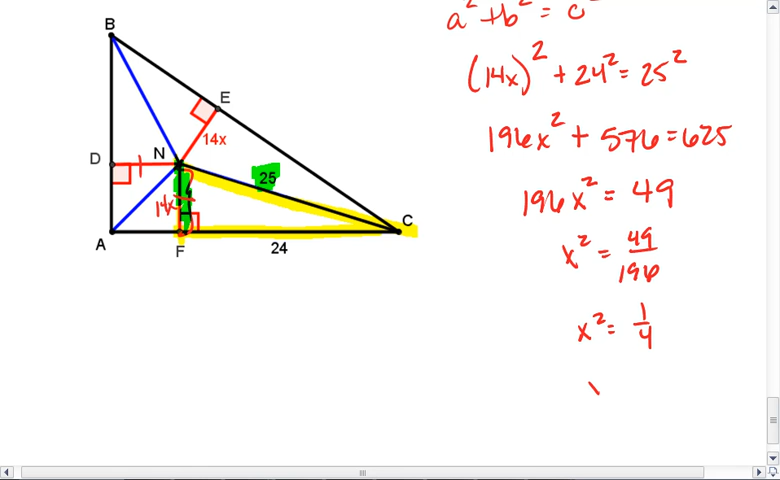 a² + b² = c²
(14x)² + 24² = 25²
196x² + 576 = 625
196x² = 49
x² = 49/196
x² = 1/4
B
E
14x
D
N
25
14x
C
A
F
24